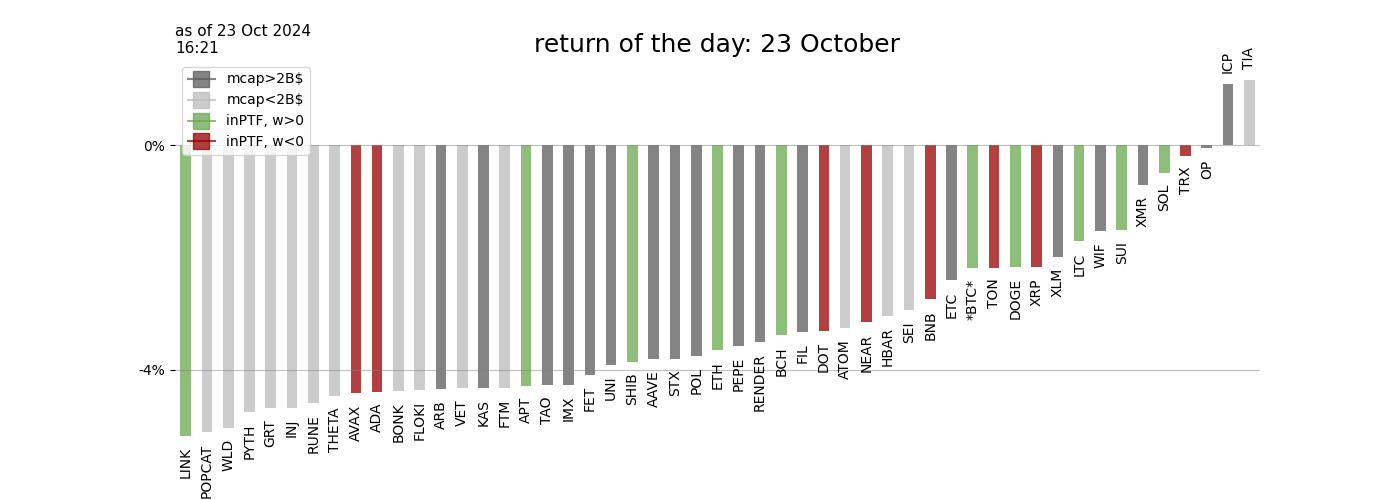 as of 23 Oct 2024
16:21
return of the day: 23 October
mcap>2B$
mcap<2B$
inPTF, w>0
inPTF, w<0
0%
-4%
LINK
POPCAT
WLD
PYTH
GRT
INJ
RUNE
THETA
AVAX
ADA
BONK
FLOKI
ARB
VET
KAS
FTM
APT
TAO
IMX
FET
UNI
SHIB
AAVE
STX
POL
ETH
PEPE
RENDER
BCH
FIL
DOT
ATOM
NEAR
HBAR
SEI
BNB
ETC
*BTC*
TON
DOGE
XRP
XLM
LTC
WIF
SUI
XMR
SOL
TRX
OP
ICP
TIA